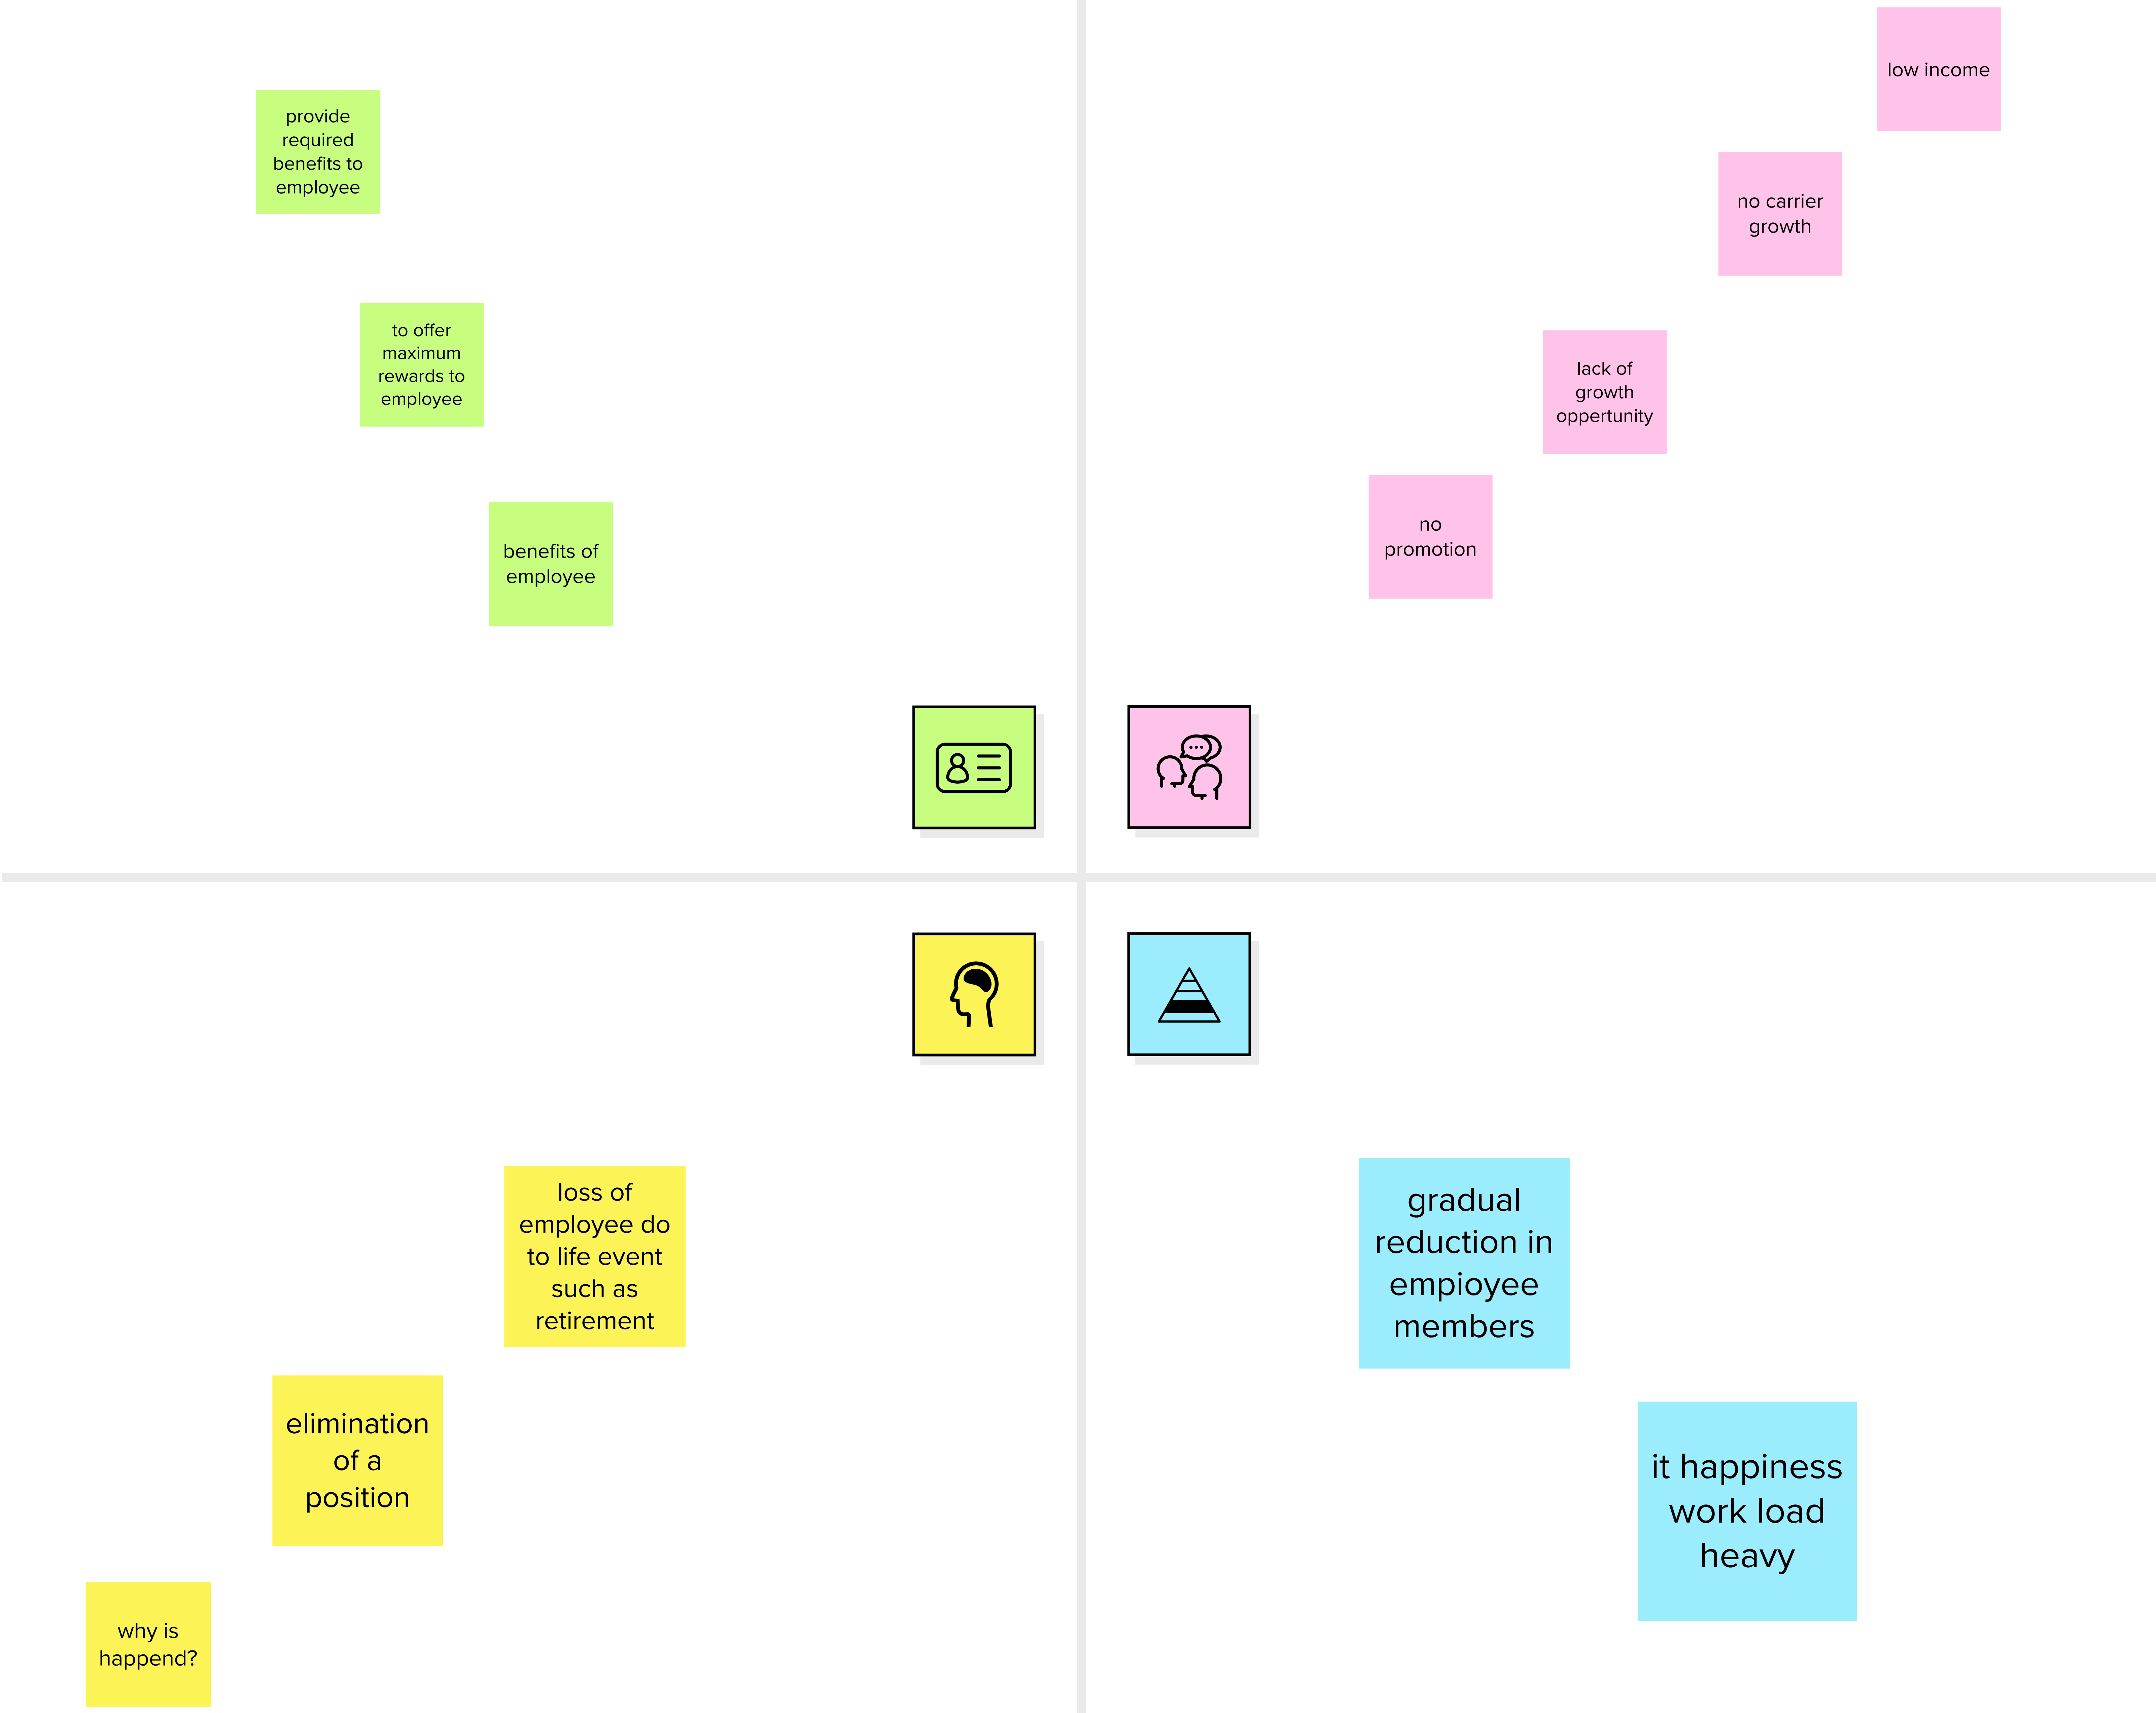 provide
required
benefits to
employee
to offer
maximum
rewards to
employee
benefits of
employee
low income
no carrier
growth
lack of
growth
oppertunity
no
promotion
loss of
employee do
to life event
such as
retirement
elimination
of a
position
why is
happend?
gradual
reduction in
empioyee
members
it happiness
work load
heavy